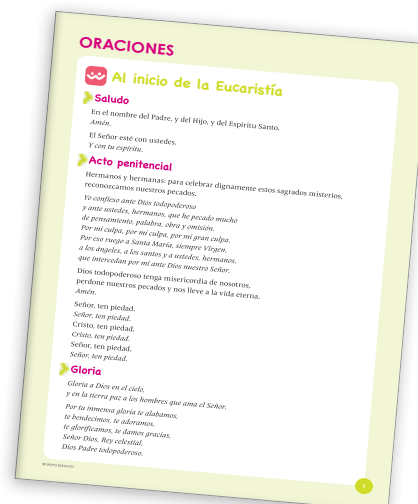 ORACIONES
Al inicio de la Eucaristía
Saludo
En el nombre del Padre, y del Hijo, y del Espíritu Santo.
Amén.
El Señor esté con ustedes.
Y con tu espíritu.
Acto penitencial
Hermanos y hermanas: para celebrar dignamente estos sagrados misterios,
reconozcamos nuestros pecados.
Yo confieso ante Dios todopoderoso
y ante ustedes, hermanos, que he pecado mucho
de pensamiento, palabra, obra y omisión.
Por mi culpa, por mi culpa, por mi gran culpa.
Por eso ruego a Santa María, siempre Virgen,
a los ángeles, a los santos y a ustedes, hermanos,
que intercedan por mí ante Dios nuestro Señor.
Dios todopoderoso tenga misericordia de nosotros,
perdone nuestros pecados y nos lleve a la vida eterna.
Amén.
Señor, ten piedad.
Señor, ten piedad.
Cristo, ten piedad.
Cristo, ten piedad.
Señor, ten piedad.
Señor, ten piedad.
Gloria
Gloria a Dios en el cielo,
y en la tierra paz a los hombres que ama el Señor.
Por tu inmensa gloria te alabamos,
te bendecimos, te adoramos,
te glorificamos, te damos gracias,
Señor Dios, Rey celestial,
Dios Padre todopoderoso.
1